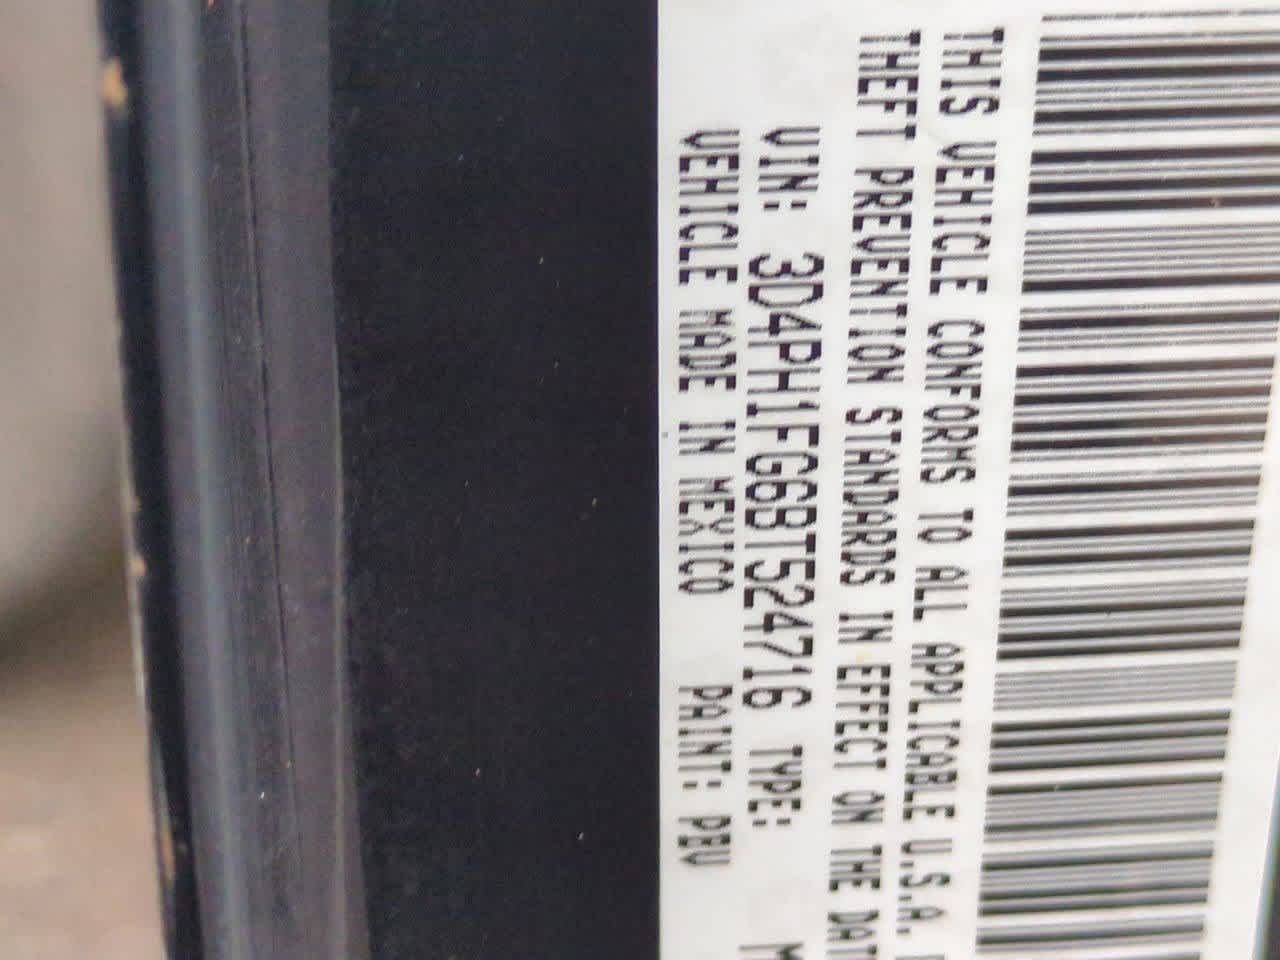 THIS VEHICLE CONFORMS TO ALL APPLICABLE U.S.A.
THEFT PREVENTION STANDARDS IN EFFECT ON THE DAT
VIN: 3D4PH1FG6BT524716 TYPE: M
VEHICLE MADE IN MEXICO PAINT: PBV